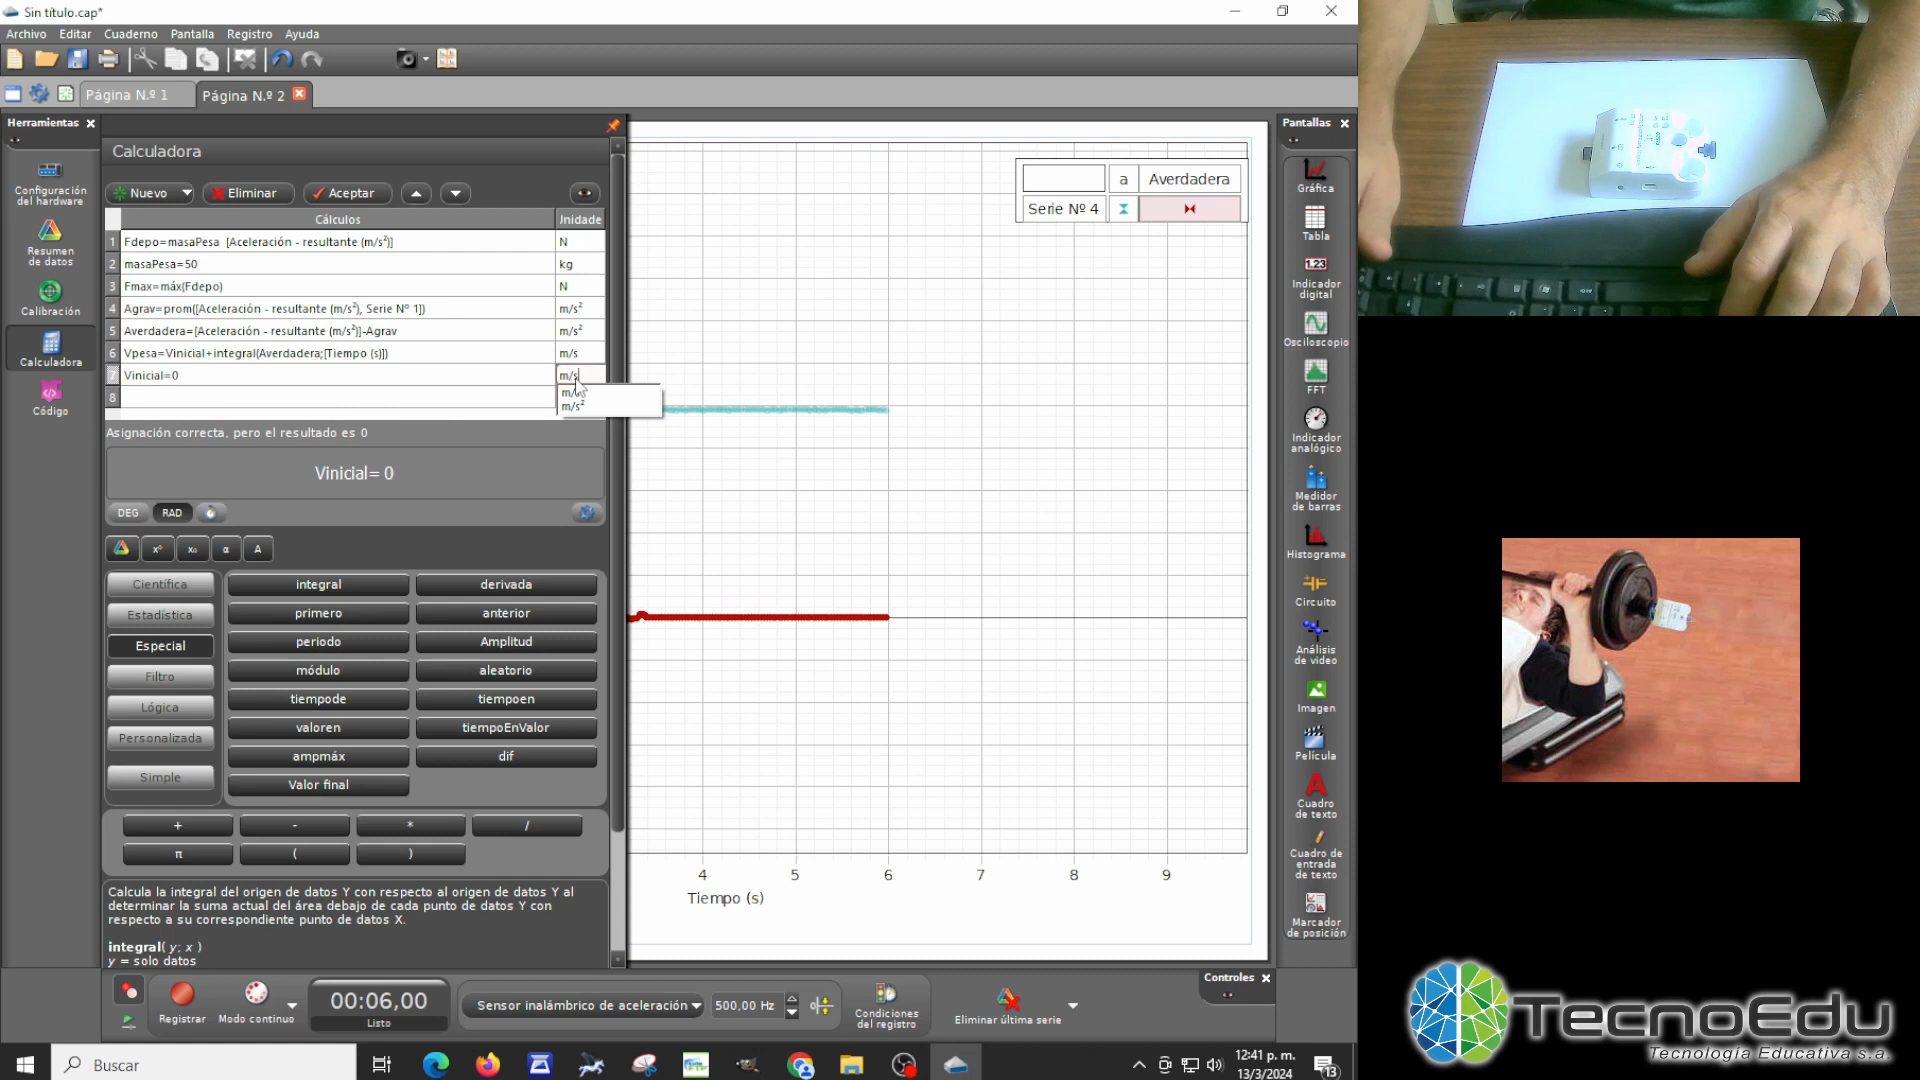 Sin título.cap*
Archivo Editar Cuaderno Pantalla Registro Ayuda
Página N.º 1
Página N.º 2
Herramientas
Configuración
del hardware
Resumen
de datos
Calibración
Calculadora
Código
Calculadora
Nuevo
Eliminar
Aceptar
Cálculos
Jnidade
1 Fdepo=masaPesa [Aceleración - resultante (m/s²)] N
2 masaPesa=50 kg
3 Fmax=máx(Fdepo) N
4 Agrav=prom([Aceleración - resultante (m/s²), Serie Nº 1]) m/s²
5 Averdadera=[Aceleración - resultante (m/s²)]-Agrav m/s²
6 Vpesa=Vinicial+integral(Averdadera;[Tiempo (s)]) m/s
7 Vinicial=0 m/s
8
m/s²
Asignación correcta, pero el resultado es 0
Vinicial= 0
DEG RAD
x⁰ x₀ α A
Científica
Estadística
Especial
Filtro
Lógica
Personalizada
Simple
integral derivada
primero anterior
periodo Amplitud
módulo aleatorio
tiempode tiempoen
valoren tiempoEnValor
ampmáx dif
Valor final
+ - * /
π ( )
Calcula la integral del origen de datos Y con respecto al origen de datos Y al
determinar la suma actual del área debajo de cada punto de datos Y con
respecto a su correspondiente punto de datos X.
integral( y; x )
y = solo datos
a Averdadera
Serie Nº 4
4 5 6 7 8 9
Tiempo (s)
Pantallas
Gráfica
Tabla
1.23
Indicador
digital
Osciloscopio
FFT
Indicador
analógico
Medidor
de barras
Histograma
Circuito
Análisis
de video
Imagen
Película
A
Cuadro
de texto
Cuadro de
entrada
de texto
Marcador
de posición
Registrar
Modo continuo
00:06,00
Listo
Sensor inalámbrico de aceleración
500,00 Hz
Condiciones
del registro
Eliminar última serie
Controles
Buscar
12:41 p. m.
13/3/2024
13
TecnoEdu
Tecnología Educativa s.a.